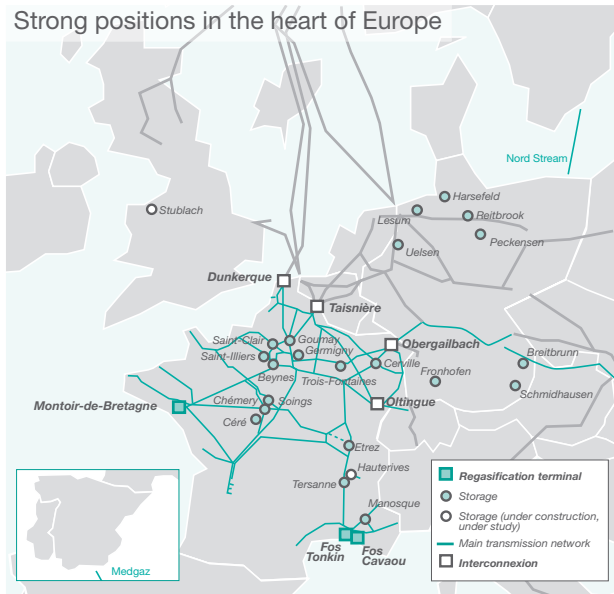 Strong positions in the heart of Europe
Nord Stream
Harsefeld
Lesum
Reitbrook
Stublach
Peckensen
Uelsen
Dunkerque
Taisnière
Saint-Clair
Gournay
Obergailbach
Germigny
Saint-Illiers
Breitbrunn
Cerville
Beynes
Trois-Fontaines
Fronhofen
Chémery
Soings
Schmidhausen
Montoir-de-Bretagne
Oltingue
Céré
Etrez
Hauterives
Tersanne
Manosque
Fos
Tonkin
Fos
Cavaou
Medgaz
Regasification terminal
Storage
Storage (under construction,
under study)
Main transmission network
Interconnexion